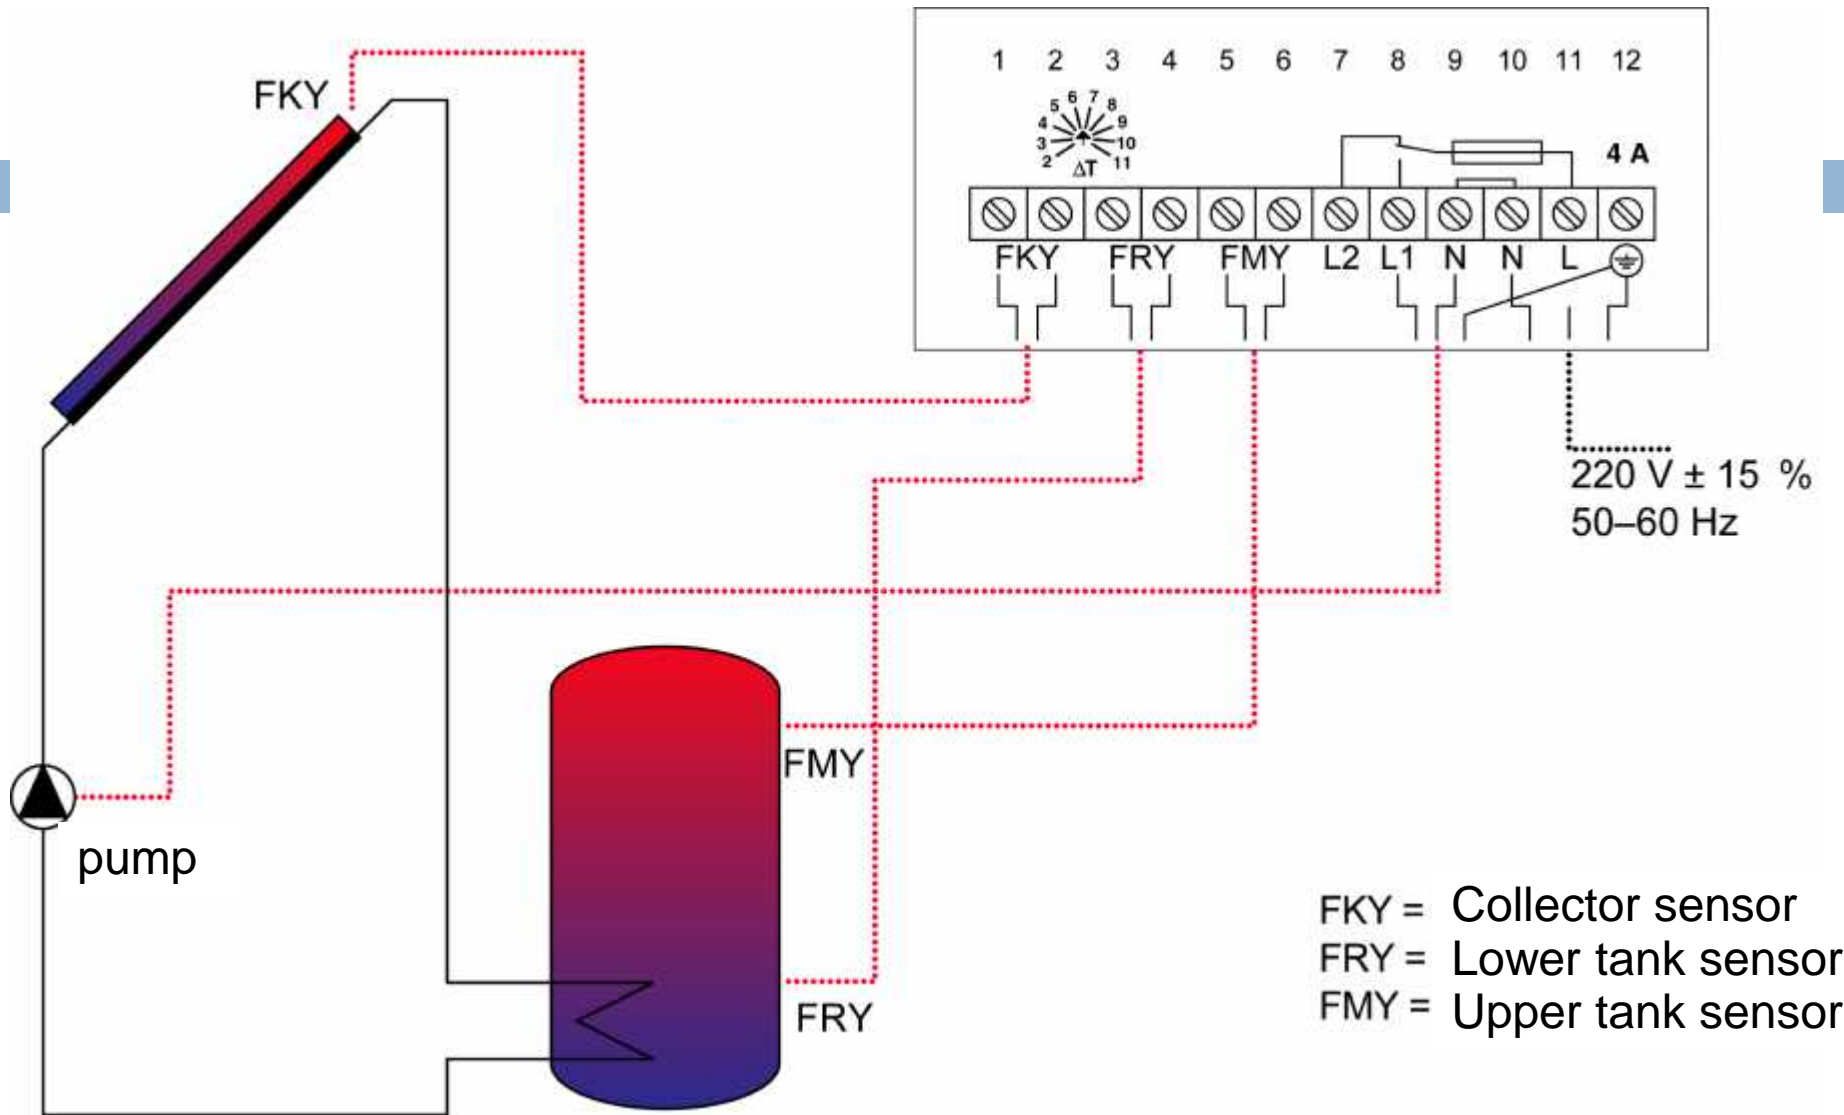 FKY
1 2 3 4 5 6 7 8 9 10 11 12
2 3 4 5 6 7 8 9 10 11
ΔT
4 A
FKY FRY FMY L2 L1 N N L
220 V ± 15 %
50–60 Hz
FMY
pump
FRY
FKY = Collector sensor
FRY = Lower tank sensor
FMY = Upper tank sensor